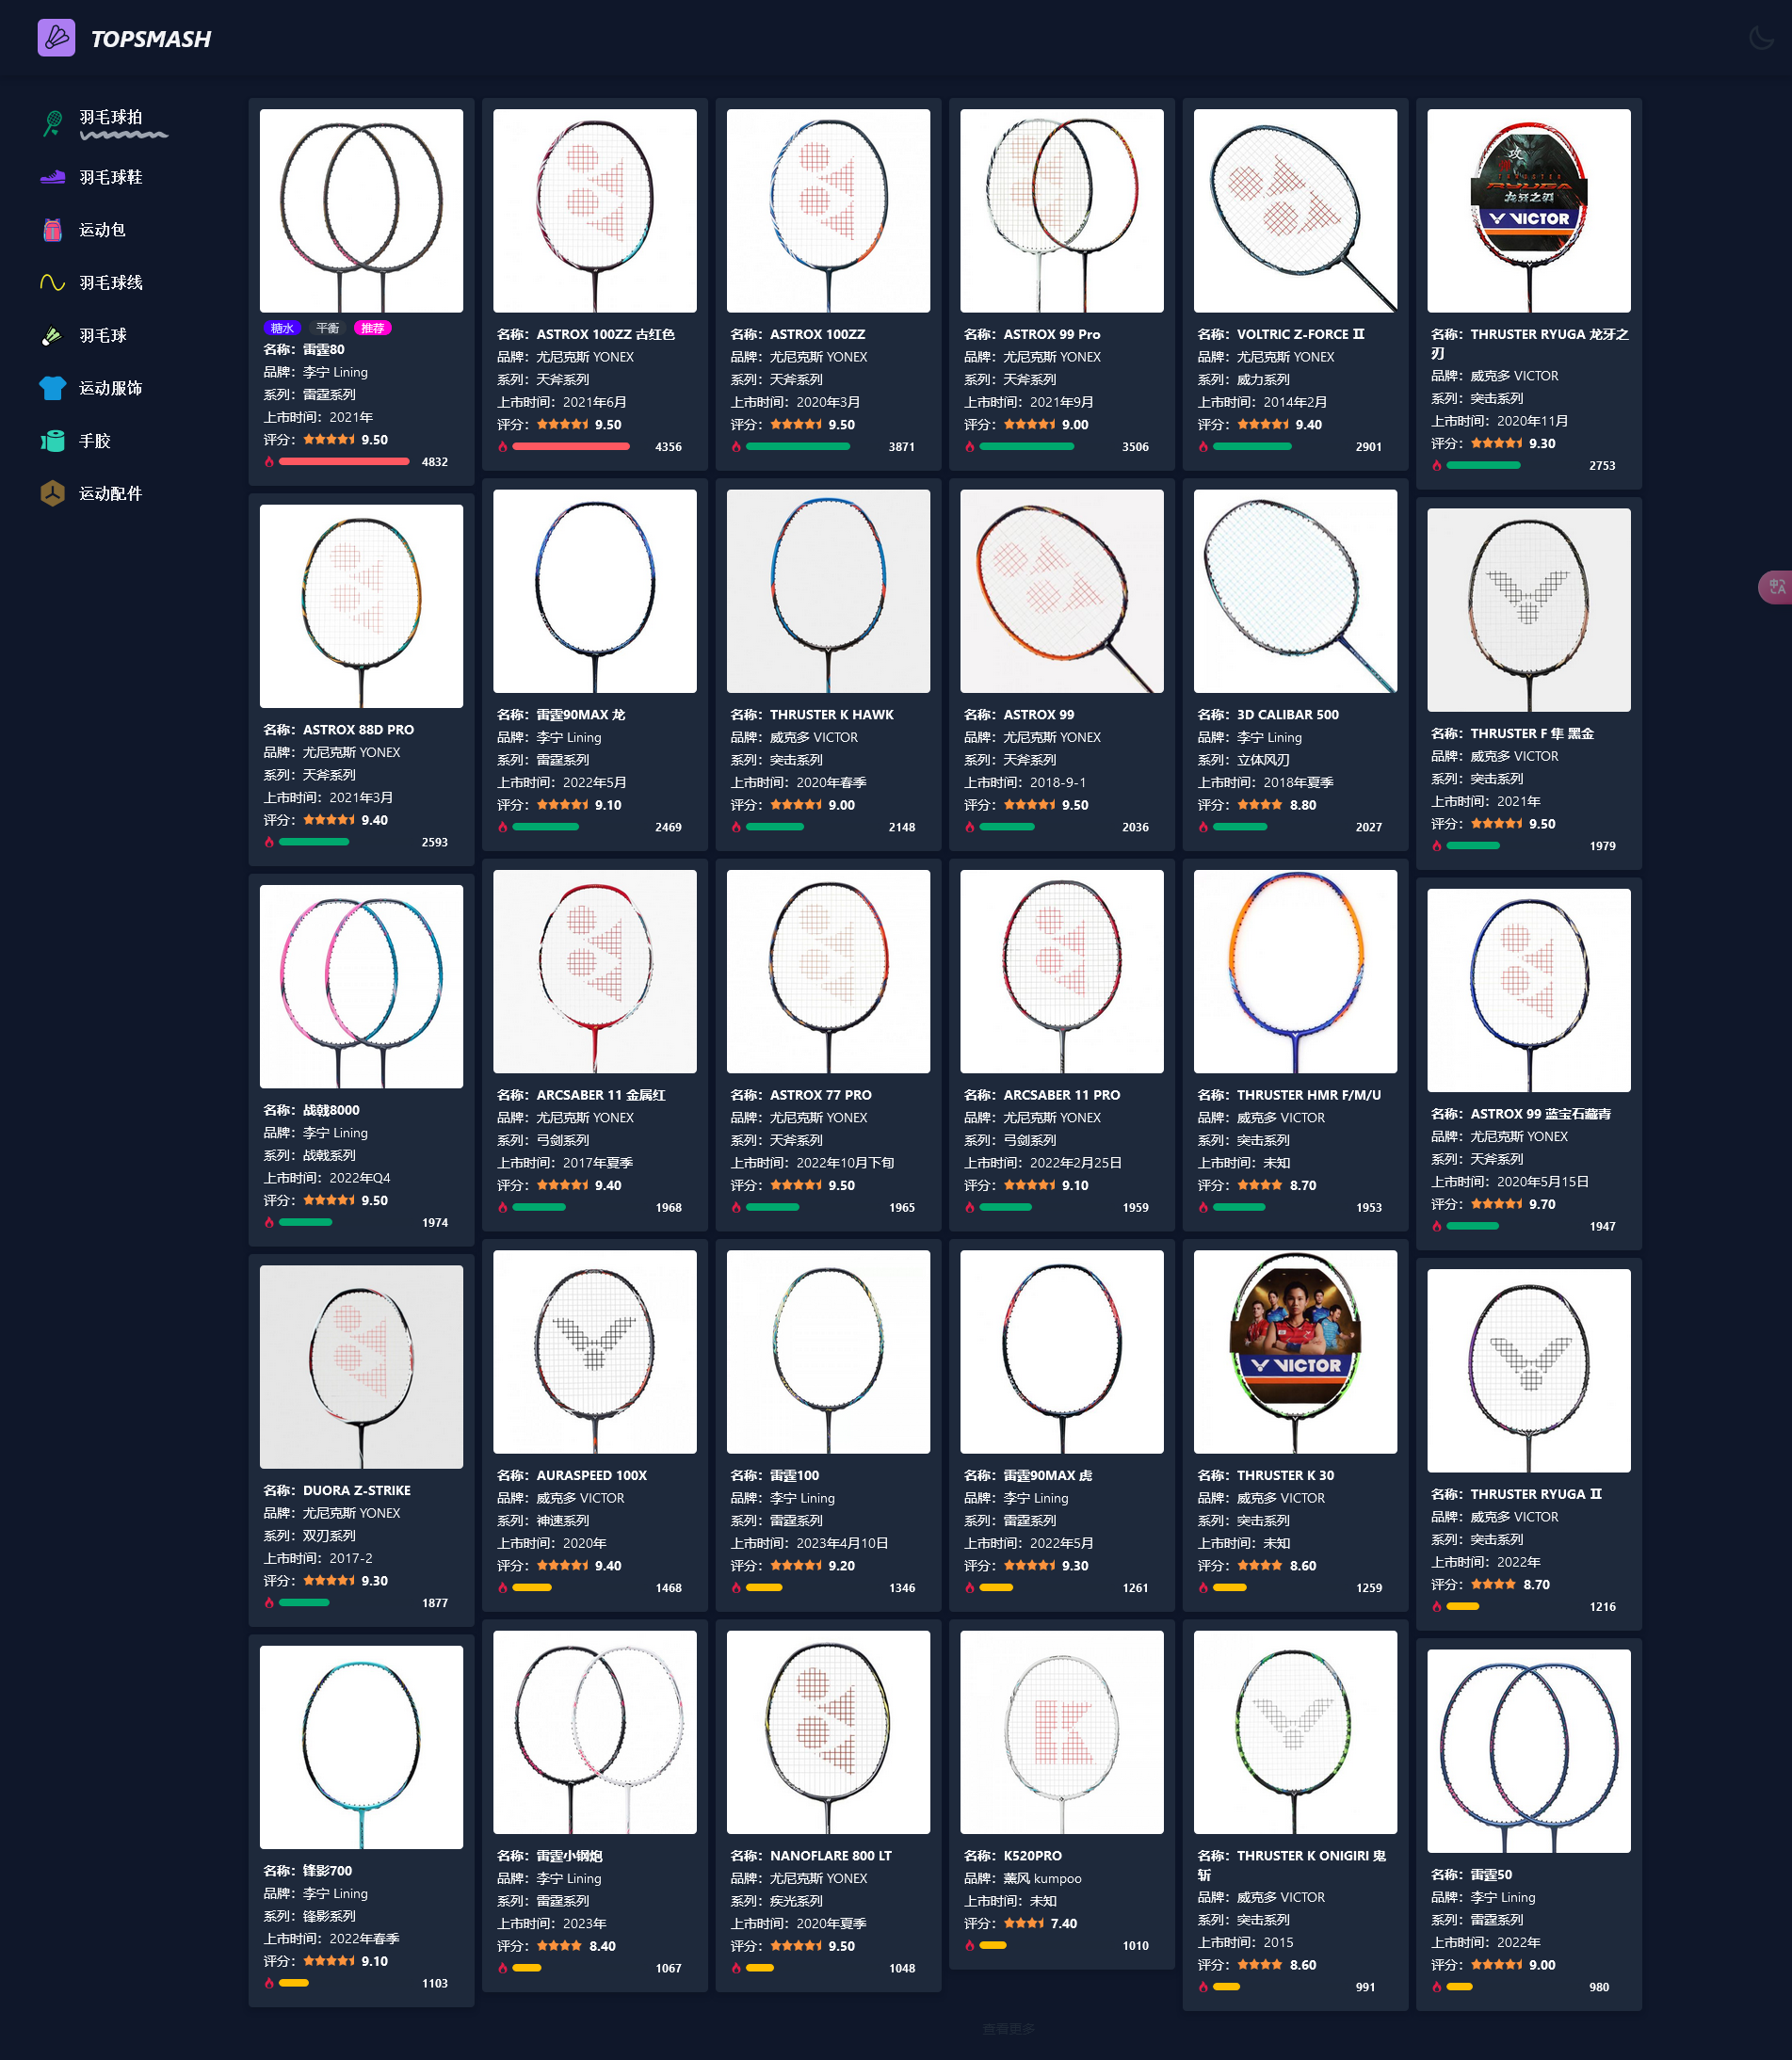 TOPSMASH
羽毛球拍
羽毛球鞋
运动包
羽毛球线
羽毛球
运动服饰
手胶
运动配件
糖水 平衡 推荐
名称：雷霆80
品牌：李宁 Lining
系列：雷霆系列
上市时间：2021年
评分： 9.50
4832
名称：ASTROX 100ZZ 古红色
品牌：尤尼克斯 YONEX
系列：天斧系列
上市时间：2021年6月
评分： 9.50
4356
名称：ASTROX 100ZZ
品牌：尤尼克斯 YONEX
系列：天斧系列
上市时间：2020年3月
评分： 9.50
3871
名称：ASTROX 99 Pro
品牌：尤尼克斯 YONEX
系列：天斧系列
上市时间：2021年9月
评分： 9.00
3506
名称：VOLTRIC Z-FORCE Ⅱ
品牌：尤尼克斯 YONEX
系列：威力系列
上市时间：2014年2月
评分： 9.40
2901
攻
THRUSTER
RYUGA
龙牙之刃
VICTOR
名称：THRUSTER RYUGA 龙牙之
刃
品牌：威克多 VICTOR
系列：突击系列
上市时间：2020年11月
评分： 9.30
2753
名称：ASTROX 88D PRO
品牌：尤尼克斯 YONEX
系列：天斧系列
上市时间：2021年3月
评分： 9.40
2593
名称：雷霆90MAX 龙
品牌：李宁 Lining
系列：雷霆系列
上市时间：2022年5月
评分： 9.10
2469
名称：THRUSTER K HAWK
品牌：威克多 VICTOR
系列：突击系列
上市时间：2020年春季
评分： 9.00
2148
名称：ASTROX 99
品牌：尤尼克斯 YONEX
系列：天斧系列
上市时间：2018-9-1
评分： 9.50
2036
名称：3D CALIBAR 500
品牌：李宁 Lining
系列：立体风刃
上市时间：2018年夏季
评分： 8.80
2027
名称：THRUSTER F 隼 黑金
品牌：威克多 VICTOR
系列：突击系列
上市时间：2021年
评分： 9.50
1979
名称：战戟8000
品牌：李宁 Lining
系列：战戟系列
上市时间：2022年Q4
评分： 9.50
1974
名称：ARCSABER 11 金属红
品牌：尤尼克斯 YONEX
系列：弓剑系列
上市时间：2017年夏季
评分： 9.40
1968
名称：ASTROX 77 PRO
品牌：尤尼克斯 YONEX
系列：天斧系列
上市时间：2022年10月下旬
评分： 9.50
1965
名称：ARCSABER 11 PRO
品牌：尤尼克斯 YONEX
系列：弓剑系列
上市时间：2022年2月25日
评分： 9.10
1959
名称：THRUSTER HMR F/M/U
品牌：威克多 VICTOR
系列：突击系列
上市时间：未知
评分： 8.70
1953
名称：ASTROX 99 蓝宝石藏青
品牌：尤尼克斯 YONEX
系列：天斧系列
上市时间：2020年5月15日
评分： 9.70
1947
名称：DUORA Z-STRIKE
品牌：尤尼克斯 YONEX
系列：双刃系列
上市时间：2017-2
评分： 9.30
1877
名称：AURASPEED 100X
品牌：威克多 VICTOR
系列：神速系列
上市时间：2020年
评分： 9.40
1468
名称：雷霆100
品牌：李宁 Lining
系列：雷霆系列
上市时间：2023年4月10日
评分： 9.20
1346
名称：雷霆90MAX 虎
品牌：李宁 Lining
系列：雷霆系列
上市时间：2022年5月
评分： 9.30
1261
VICTOR
名称：THRUSTER K 30
品牌：威克多 VICTOR
系列：突击系列
上市时间：未知
评分： 8.60
1259
名称：THRUSTER RYUGA Ⅱ
品牌：威克多 VICTOR
系列：突击系列
上市时间：2022年
评分： 8.70
1216
名称：锋影700
品牌：李宁 Lining
系列：锋影系列
上市时间：2022年春季
评分： 9.10
1103
名称：雷霆小钢炮
品牌：李宁 Lining
系列：雷霆系列
上市时间：2023年
评分： 8.40
1067
名称：NANOFLARE 800 LT
品牌：尤尼克斯 YONEX
系列：疾光系列
上市时间：2020年夏季
评分： 9.50
1048
K
名称：K520PRO
品牌：薰风 kumpoo
上市时间：未知
评分： 7.40
1010
名称：THRUSTER K ONIGIRI 鬼
斩
品牌：威克多 VICTOR
系列：突击系列
上市时间：2015
评分： 8.60
991
名称：雷霆50
品牌：李宁 Lining
系列：雷霆系列
上市时间：2022年
评分： 9.00
980
查看更多